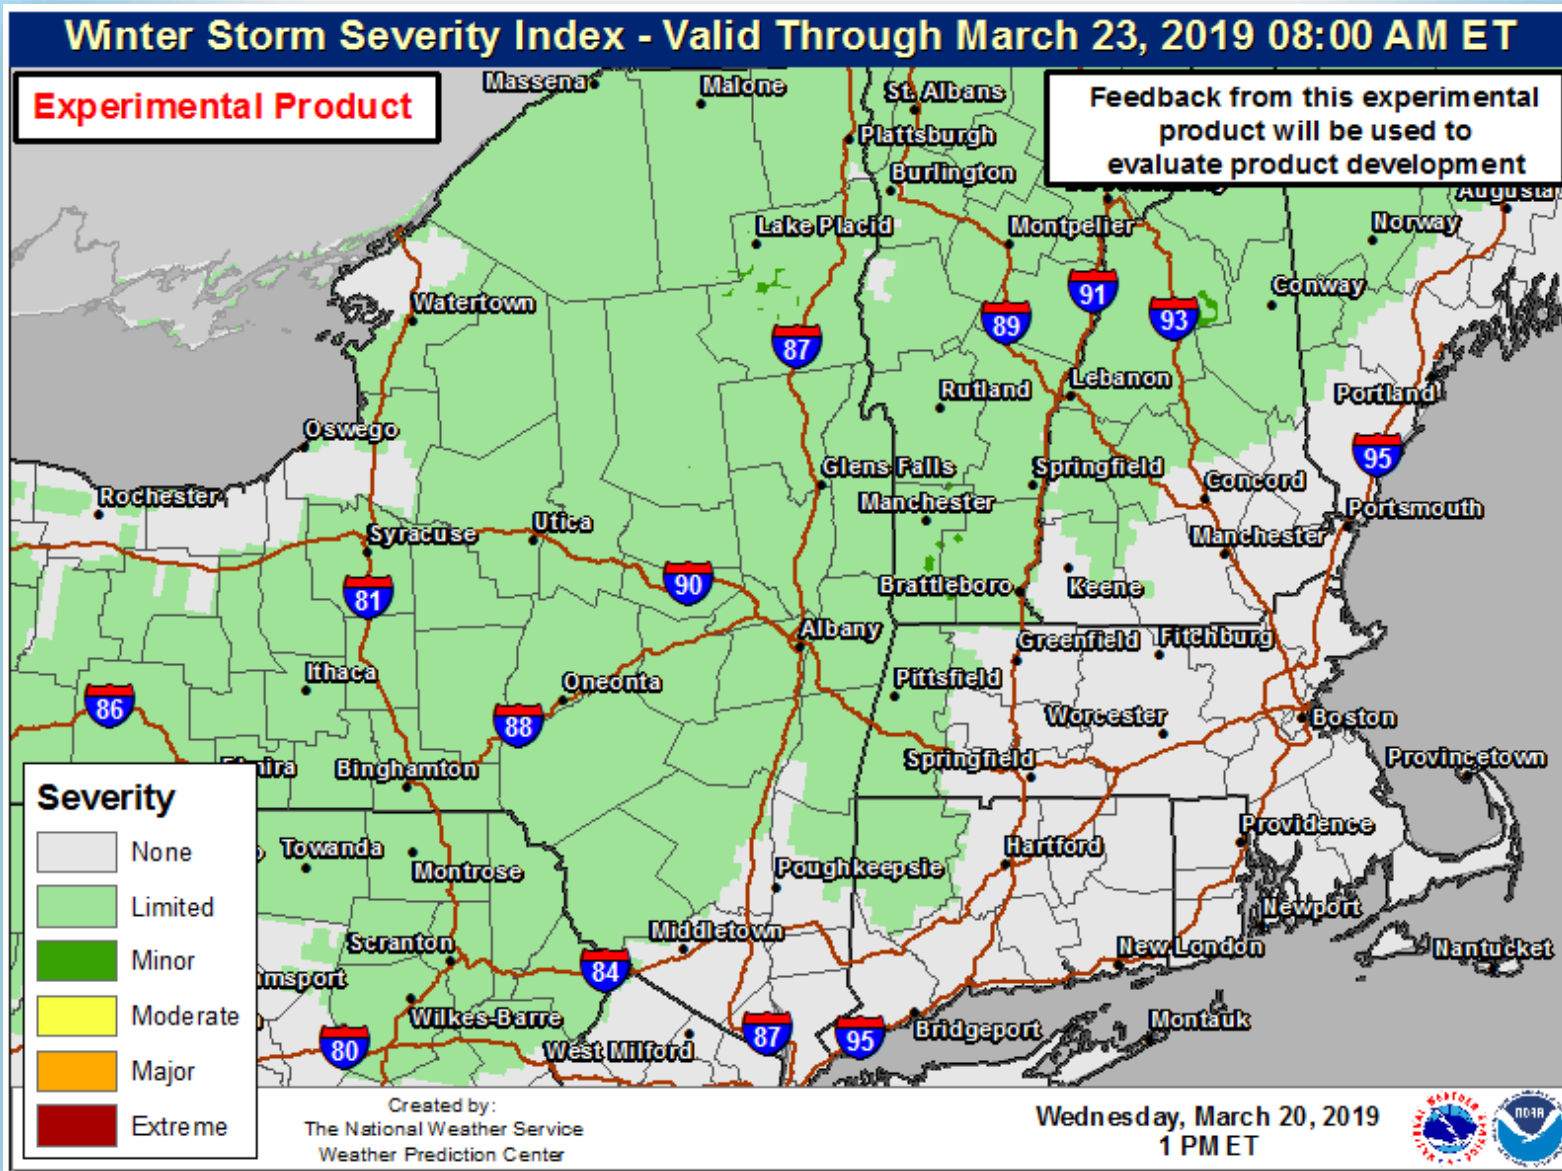 Winter Storm Severity Index - Valid Through March 23, 2019 08:00 AM ET
Experimental Product
Feedback from this experimental
product will be used to
evaluate product development
Massena
Malone
St. Albans
Plattsburgh
Burlington
Augusta
Norway
Lake Placid
Montpelier
Conway
Watertown
91
89
93
87
Rutland
Lebanon
Portland
Oswego
95
Glens Falls
Springfield
Concord
Rochester
Manchester
Portsmouth
Syracuse
Utica
Manchester
90
81
Brattleboro
Keene
Albany
Greenfield
Fitchburg
Ithaca
Oneonta
Pittsfield
86
88
Worcester
Boston
Springfield
Provincetown
Binghamton
Severity
None
Limited
Minor
Moderate
Major
Extreme
Towanda
Montrose
Hartford
Providence
Poughkeepsie
Newport
Scranton
Middletown
New London
Nantucket
84
Wilkes-Barre
80
West Milford
87
95
Bridgeport
Montauk
Created by:
The National Weather Service
Weather Prediction Center
Wednesday, March 20, 2019
1 PM ET
NOAA